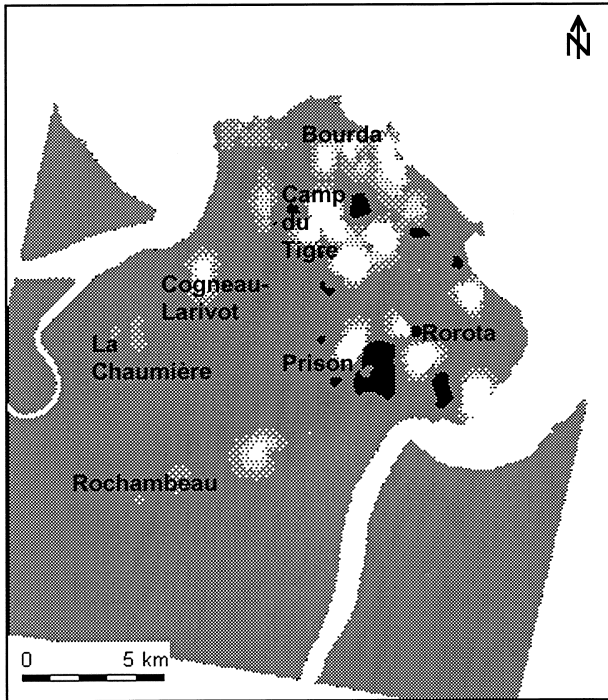 N
Bourda
Camp
du
Tigre
Cogneau-
Larivot
La
Chaumière
Rorota
Prison
Rochambeau
0 5 km